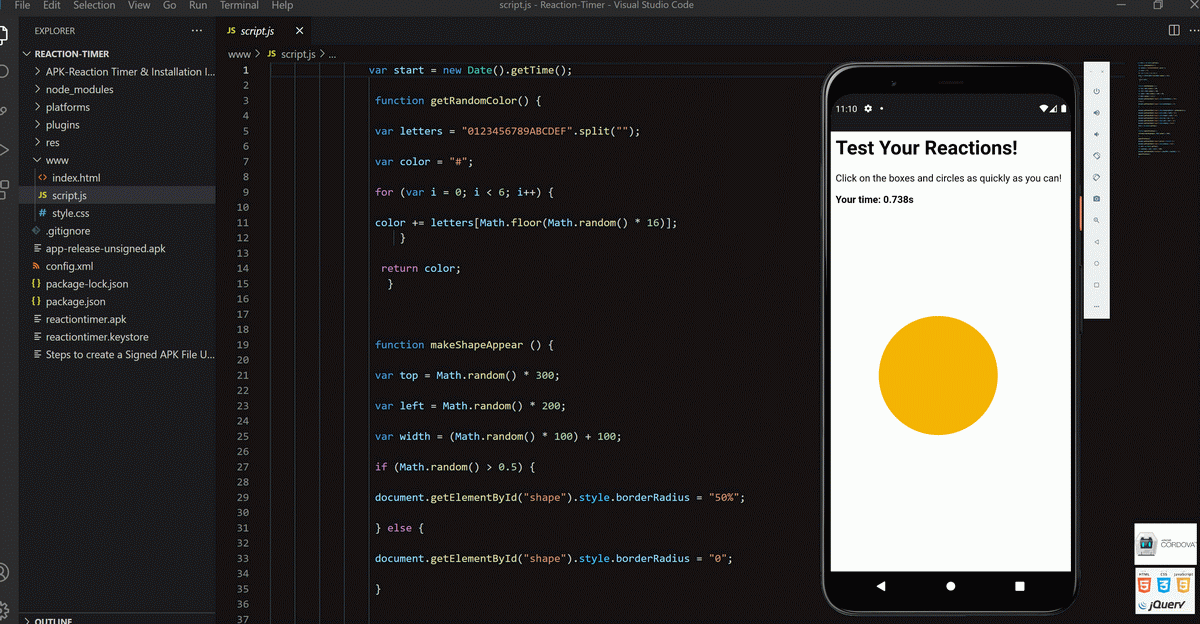 File Edit Selection View Go Run Terminal Help
script.js - Reaction-Timer - Visual Studio Code
EXPLORER
REACTION-TIMER
APK-Reaction Timer & Installation I...
node_modules
platforms
plugins
res
www
index.html
JS script.js
# style.css
.gitignore
app-release-unsigned.apk
config.xml
{} package-lock.json
{} package.json
reactiontimer.apk
reactiontimer.keystore
Steps to create a Signed APK File U...
OUTLINE
JS script.js
www > JS script.js > ...
1 var start = new Date().getTime();
2
3 function getRandomColor() {
4
5 var letters = "0123456789ABCDEF".split("");
6
7 var color = "#";
8
9 for (var i = 0; i < 6; i++) {
10
11 color += letters[Math.floor(Math.random() * 16)];
12 }
13
14 return color;
15 }
16
17
18
19 function makeShapeAppear () {
20
21 var top = Math.random() * 300;
22
23 var left = Math.random() * 200;
24
25 var width = (Math.random() * 100) + 100;
26
27 if (Math.random() > 0.5) {
28
29 document.getElementById("shape").style.borderRadius = "50%";
30
31 } else {
32
33 document.getElementById("shape").style.borderRadius = "0";
34
35 }
36
37
11:10
Test Your Reactions!
Click on the boxes and circles as quickly as you can!
Your time: 0.738s
CORDOVA
HTML CSS JavaScript
5 3 5
jQuery